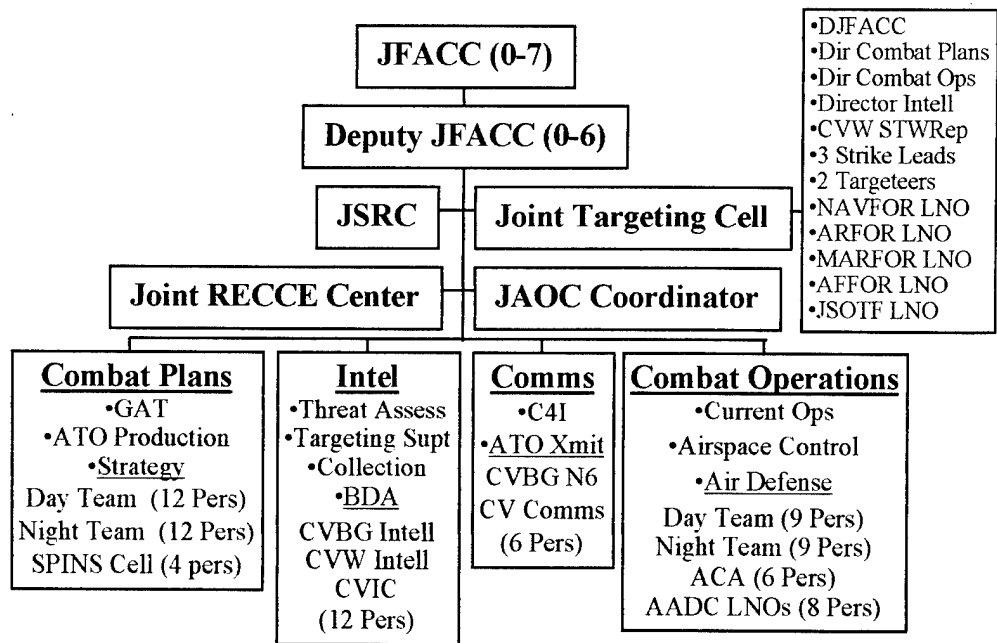 JFACC (0-7)
Deputy JFACC (0-6)
JSRC
Joint Targeting Cell
•DJFACC
•Dir Combat Plans
•Dir Combat Ops
•Director Intell
•CVW STWRep
•3 Strike Leads
•2 Targeteers
•NAVFOR LNO
•ARFOR LNO
•MARFOR LNO
•AFFOR LNO
•JSOTF LNO
Joint RECCE Center
JAOC Coordinator
Combat Plans
•GAT
•ATO Production
•Strategy
Day Team (12 Pers)
Night Team (12 Pers)
SPINS Cell (4 pers)
Intel
•Threat Assess
•Targeting Supt
•Collection
•BDA
CVBG Intell
CVW Intell
CVIC
(12 Pers)
Comms
•C4I
•ATO Xmit
CVBG N6
CV Comms
(6 Pers)
Combat Operations
•Current Ops
•Airspace Control
•Air Defense
Day Team (9 Pers)
Night Team (9 Pers)
ACA (6 Pers)
AADC LNOs (8 Pers)